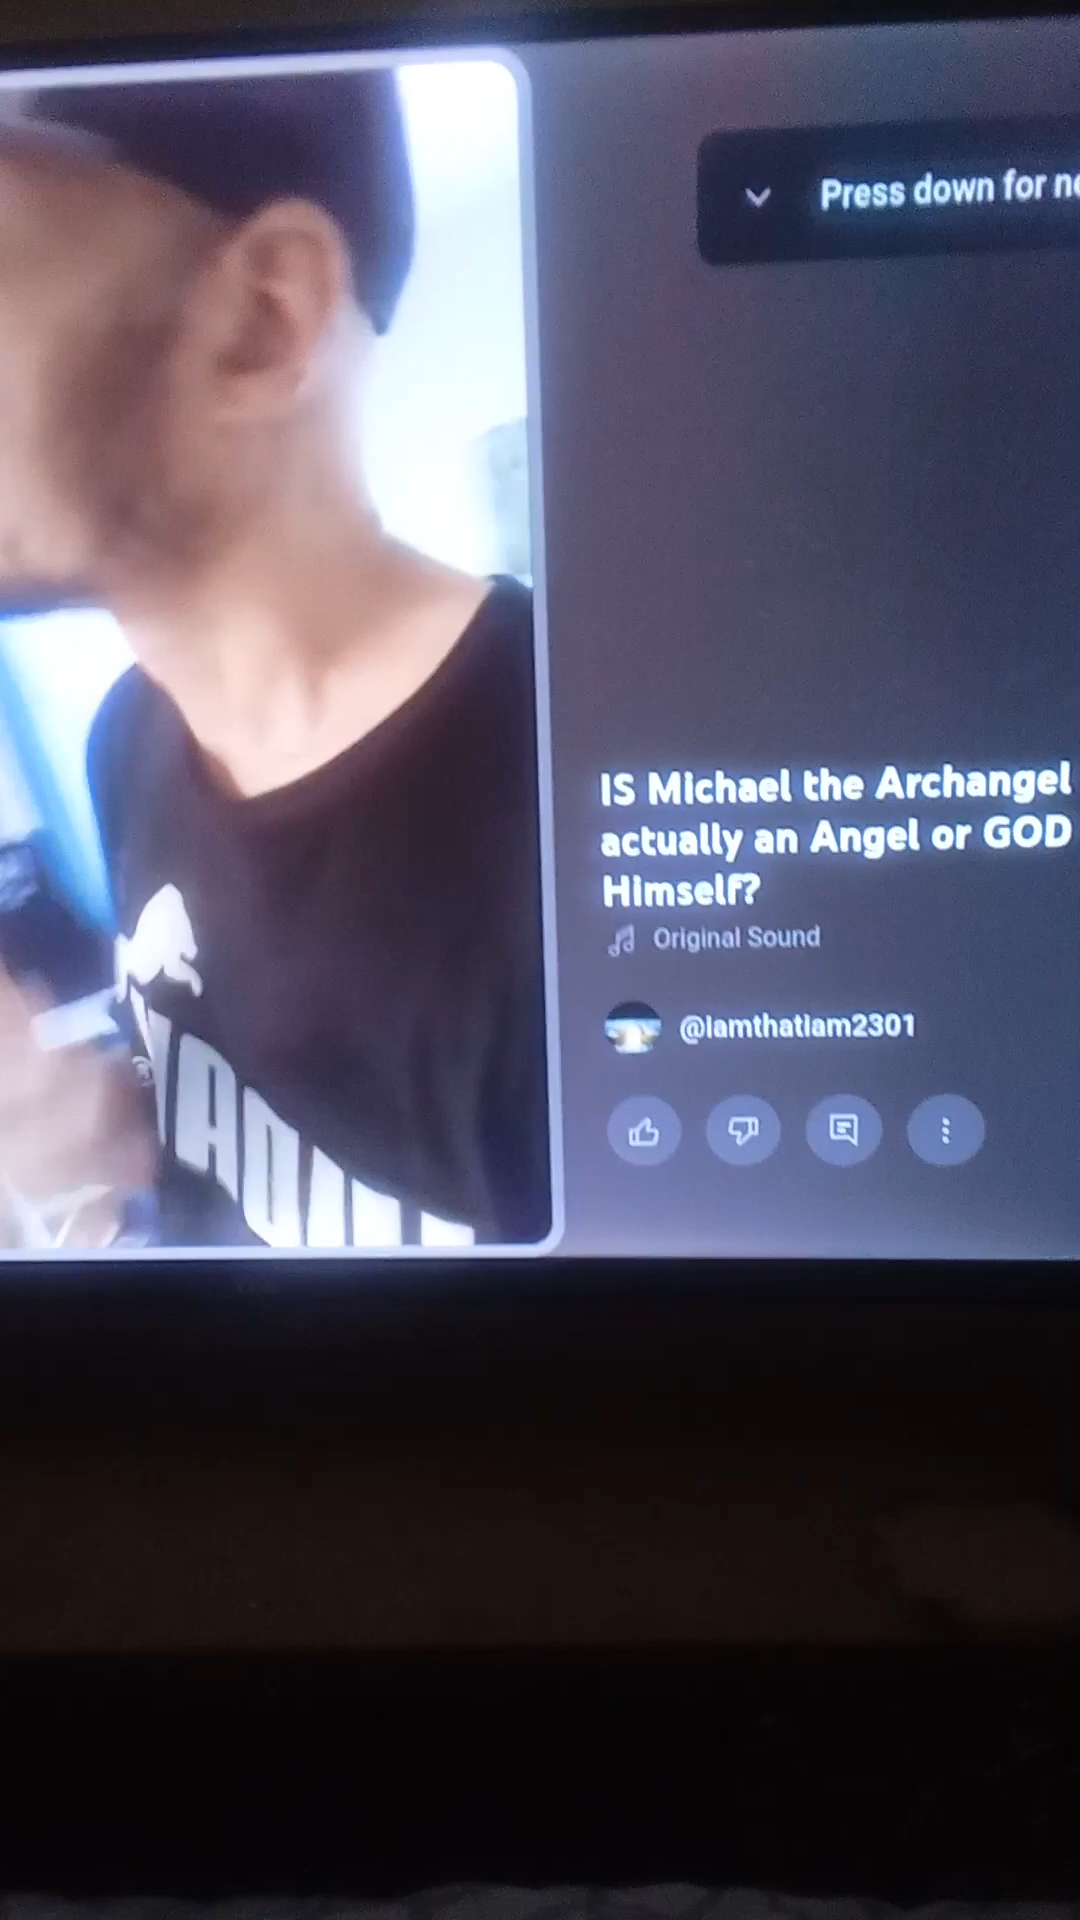 Press down for
IS Michael the Archangel
actually an Angel or GOD
Himself?
Original Sound
@Iamthatiam2301